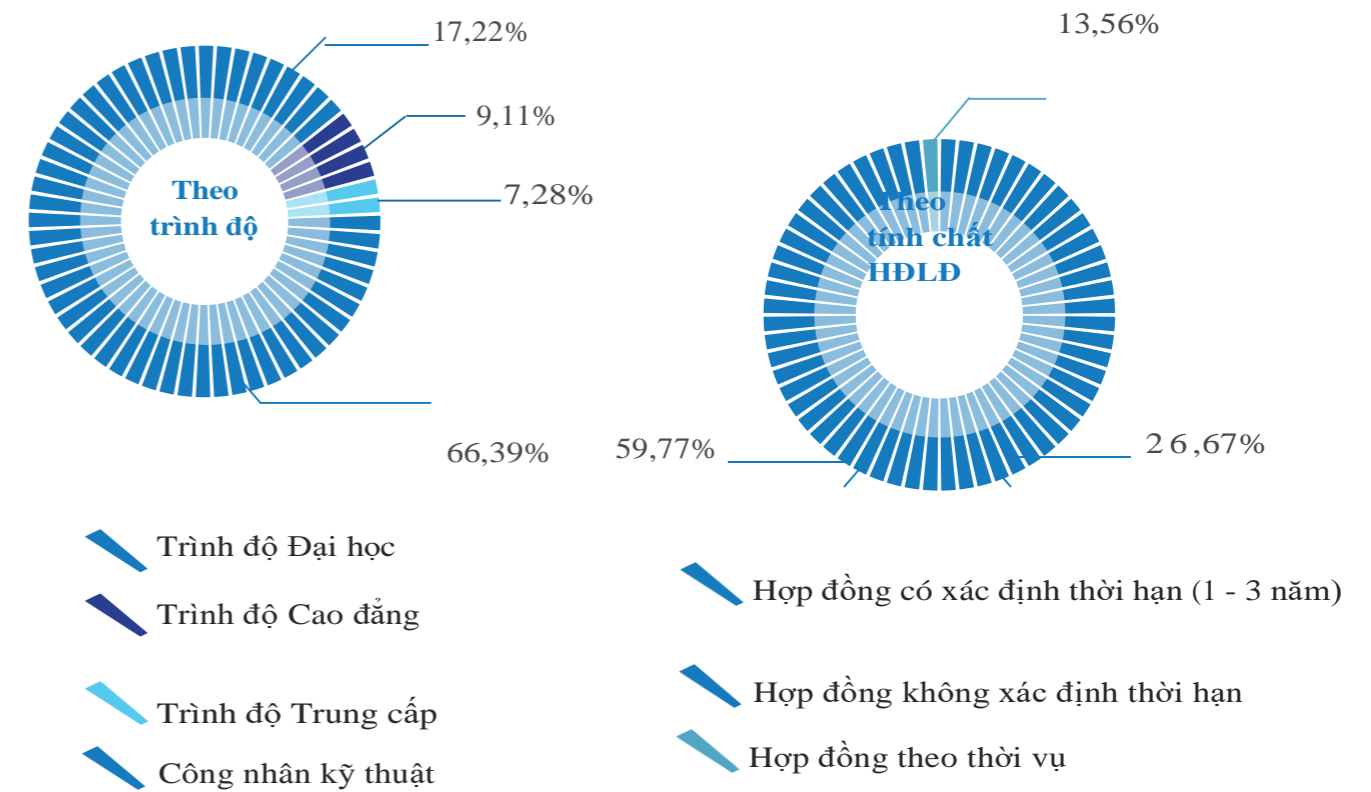 17,22%
9,11%
7,28%
Theo
trình độ
66,39%
Trình độ Đại học
Trình độ Cao đẳng
Trình độ Trung cấp
Công nhân kỹ thuật
13,56%
Theo
tính chất
HĐLĐ
59,77%
26,67%
Hợp đồng có xác định thời hạn (1 - 3 năm)
Hợp đồng không xác định thời hạn
Hợp đồng theo thời vụ